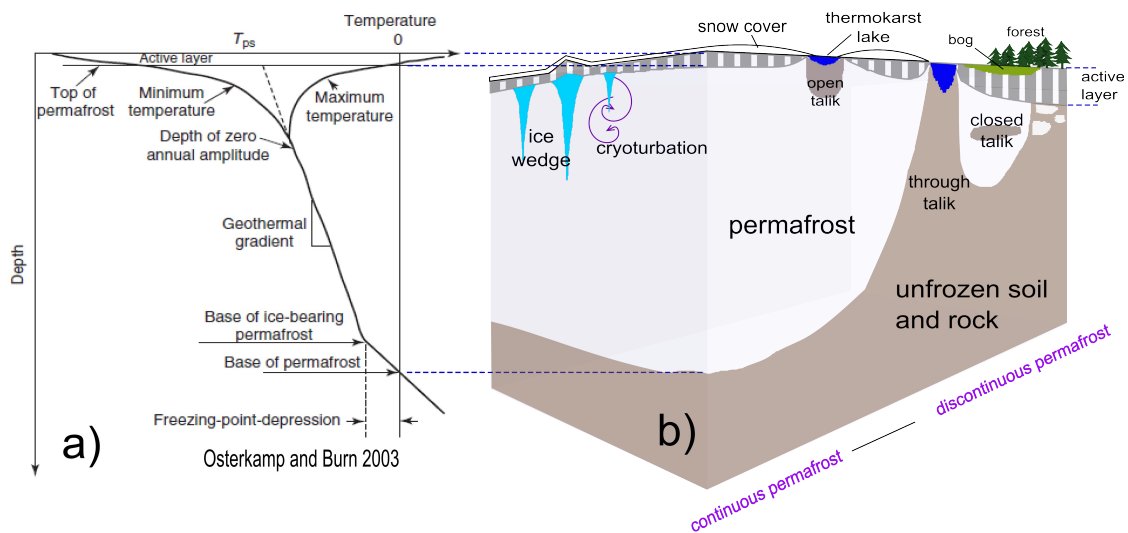 Temperature
T_ps
0
Active layer
Top of
permafrost
Minimum
temperature
Maximum
temperature
Depth of zero
annual amplitude
Geothermal
gradient
Depth
Base of ice-bearing
permafrost
Base of permafrost
Freezing-point-depression
a)
Osterkamp and Burn 2003
snow cover
thermokarst
lake
forest
bog
active
layer
open
talik
closed
talik
ice
wedge
cryoturbation
through
talik
permafrost
unfrozen soil
and rock
b)
continuous permafrost
discontinuous permafrost